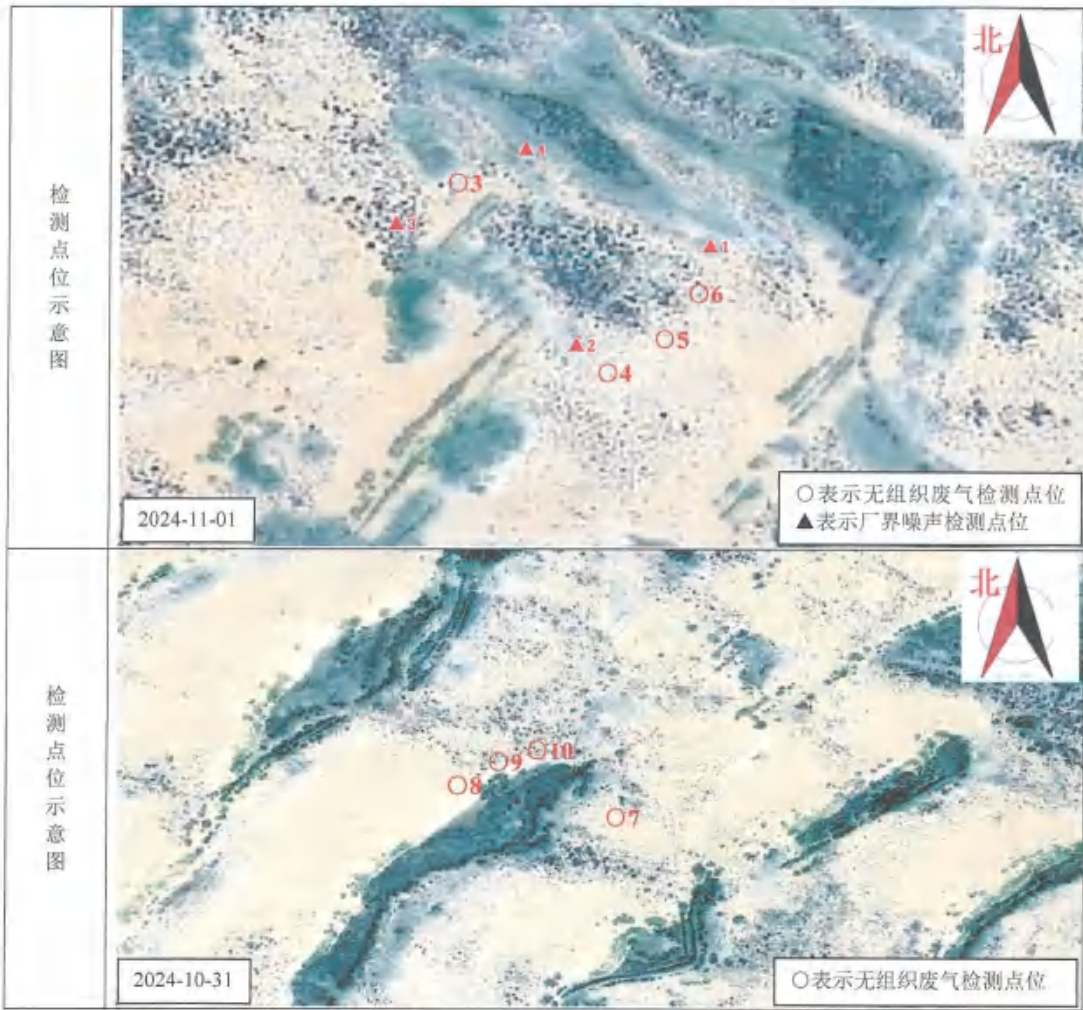 检测点位示意图
北
▲4
○3
▲3
▲1
○6
○5
▲2
○4
○表示无组织废气检测点位
▲表示厂界噪声检测点位
2024-11-01
检测点位示意图
北
○10
○9
○8
○7
2024-10-31
○表示无组织废气检测点位